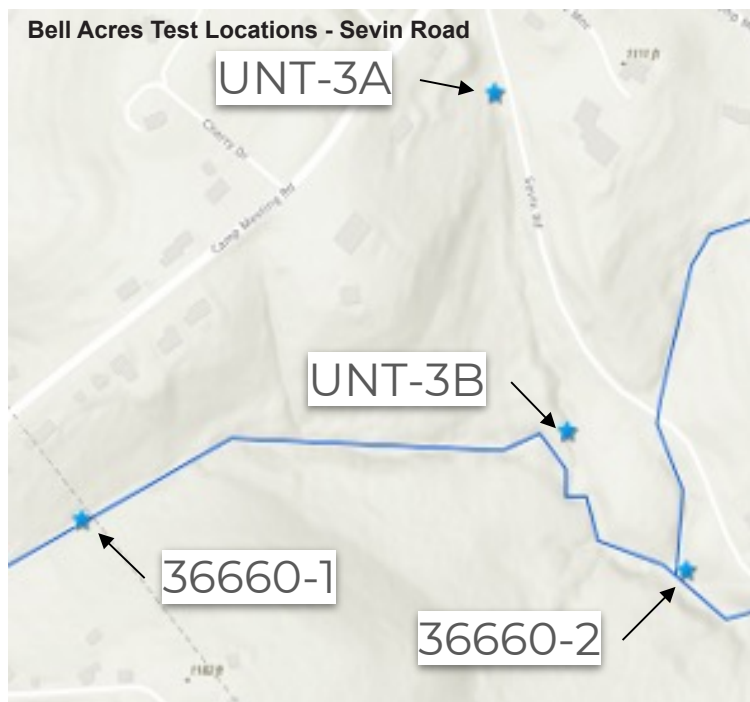 Bell Acres Test Locations - Sevin Road
UNT-3A
Cherry Dr
Camp Meeting Rd
Sevin Rd
UNT-3B
36660-1
36660-2